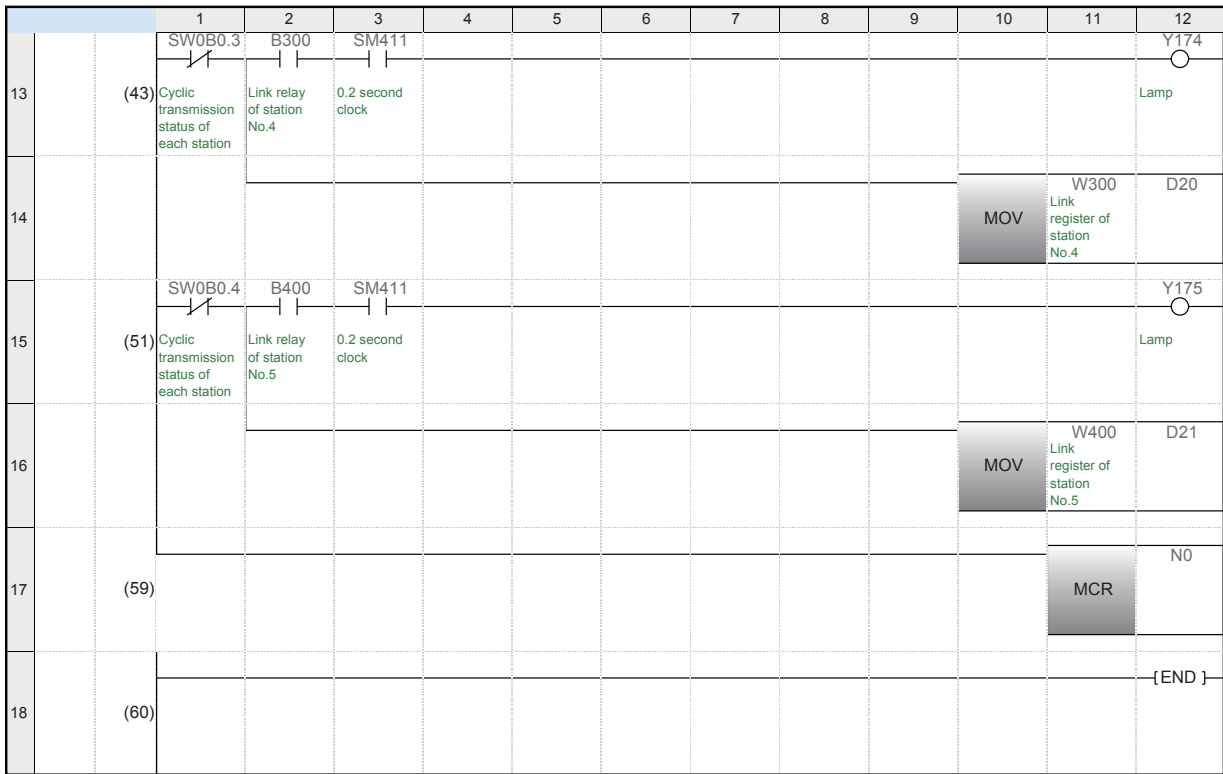 1 2 3 4 5 6 7 8 9 10 11 12
SW0B0.3 B300 SM411 Y174
13 (43) Cyclic Link relay 0.2 second Lamp
transmission of station clock
status of No.4
each station
W300 D20
Link
14 MOV register of
station
No.4
SW0B0.4 B400 SM411 Y175
15 (51) Cyclic Link relay 0.2 second Lamp
transmission of station clock
status of No.5
each station
W400 D21
Link
16 MOV register of
station
No.5
N0
17 (59) MCR
[END]
18 (60)